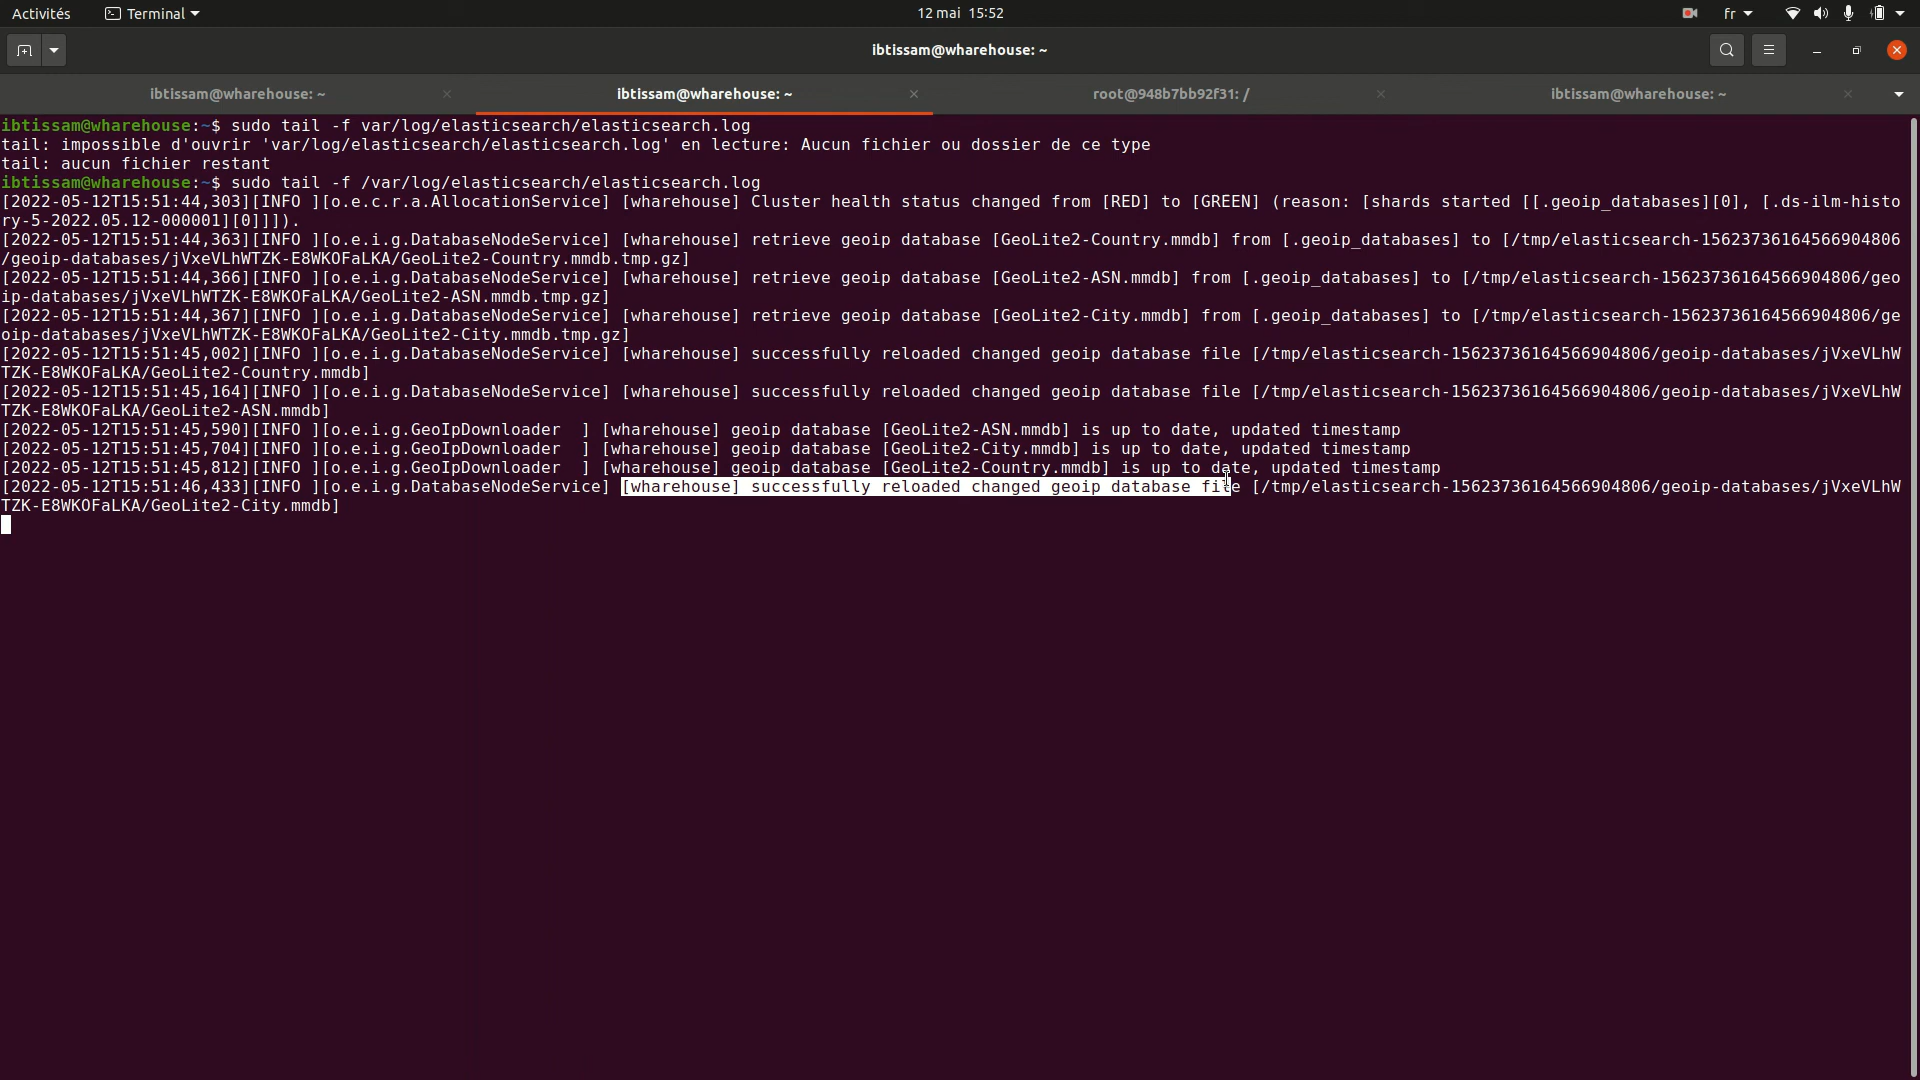 Activités
Terminal
12 mai 15:52
fr
ibtissam@wharehouse: ~
ibtissam@wharehouse: ~
ibtissam@wharehouse: ~
root@948b7bb92f31: /
ibtissam@wharehouse: ~
ibtissam@wharehouse:~$ sudo tail -f var/log/elasticsearch/elasticsearch.log
tail: impossible d'ouvrir 'var/log/elasticsearch/elasticsearch.log' en lecture: Aucun fichier ou dossier de ce type
tail: aucun fichier restant
ibtissam@wharehouse:~$ sudo tail -f /var/log/elasticsearch/elasticsearch.log
[2022-05-12T15:51:44,303][INFO ][o.e.c.r.a.AllocationService] [wharehouse] Cluster health status changed from [RED] to [GREEN] (reason: [shards started [[.geoip_databases][0], [.ds-ilm-histo
ry-5-2022.05.12-000001][0]]]).
[2022-05-12T15:51:44,363][INFO ][o.e.i.g.DatabaseNodeService] [wharehouse] retrieve geoip database [GeoLite2-Country.mmdb] from [.geoip_databases] to [/tmp/elasticsearch-15623736164566904806
/geoip-databases/jVxeVLhWTZK-E8WKOFaLKA/GeoLite2-Country.mmdb.tmp.gz]
[2022-05-12T15:51:44,366][INFO ][o.e.i.g.DatabaseNodeService] [wharehouse] retrieve geoip database [GeoLite2-ASN.mmdb] from [.geoip_databases] to [/tmp/elasticsearch-15623736164566904806/geo
ip-databases/jVxeVLhWTZK-E8WKOFaLKA/GeoLite2-ASN.mmdb.tmp.gz]
[2022-05-12T15:51:44,367][INFO ][o.e.i.g.DatabaseNodeService] [wharehouse] retrieve geoip database [GeoLite2-City.mmdb] from [.geoip_databases] to [/tmp/elasticsearch-15623736164566904806/ge
oip-databases/jVxeVLhWTZK-E8WKOFaLKA/GeoLite2-City.mmdb.tmp.gz]
[2022-05-12T15:51:45,002][INFO ][o.e.i.g.DatabaseNodeService] [wharehouse] successfully reloaded changed geoip database file [/tmp/elasticsearch-15623736164566904806/geoip-databases/jVxeVLhW
TZK-E8WKOFaLKA/GeoLite2-Country.mmdb]
[2022-05-12T15:51:45,164][INFO ][o.e.i.g.DatabaseNodeService] [wharehouse] successfully reloaded changed geoip database file [/tmp/elasticsearch-15623736164566904806/geoip-databases/jVxeVLhW
TZK-E8WKOFaLKA/GeoLite2-ASN.mmdb]
[2022-05-12T15:51:45,590][INFO ][o.e.i.g.GeoIpDownloader  ] [wharehouse] geoip database [GeoLite2-ASN.mmdb] is up to date, updated timestamp
[2022-05-12T15:51:45,704][INFO ][o.e.i.g.GeoIpDownloader  ] [wharehouse] geoip database [GeoLite2-City.mmdb] is up to date, updated timestamp
[2022-05-12T15:51:45,812][INFO ][o.e.i.g.GeoIpDownloader  ] [wharehouse] geoip database [GeoLite2-Country.mmdb] is up to date, updated timestamp
[2022-05-12T15:51:46,433][INFO ][o.e.i.g.DatabaseNodeService] [wharehouse] successfully reloaded changed geoip database file [/tmp/elasticsearch-15623736164566904806/geoip-databases/jVxeVLhW
TZK-E8WKOFaLKA/GeoLite2-City.mmdb]